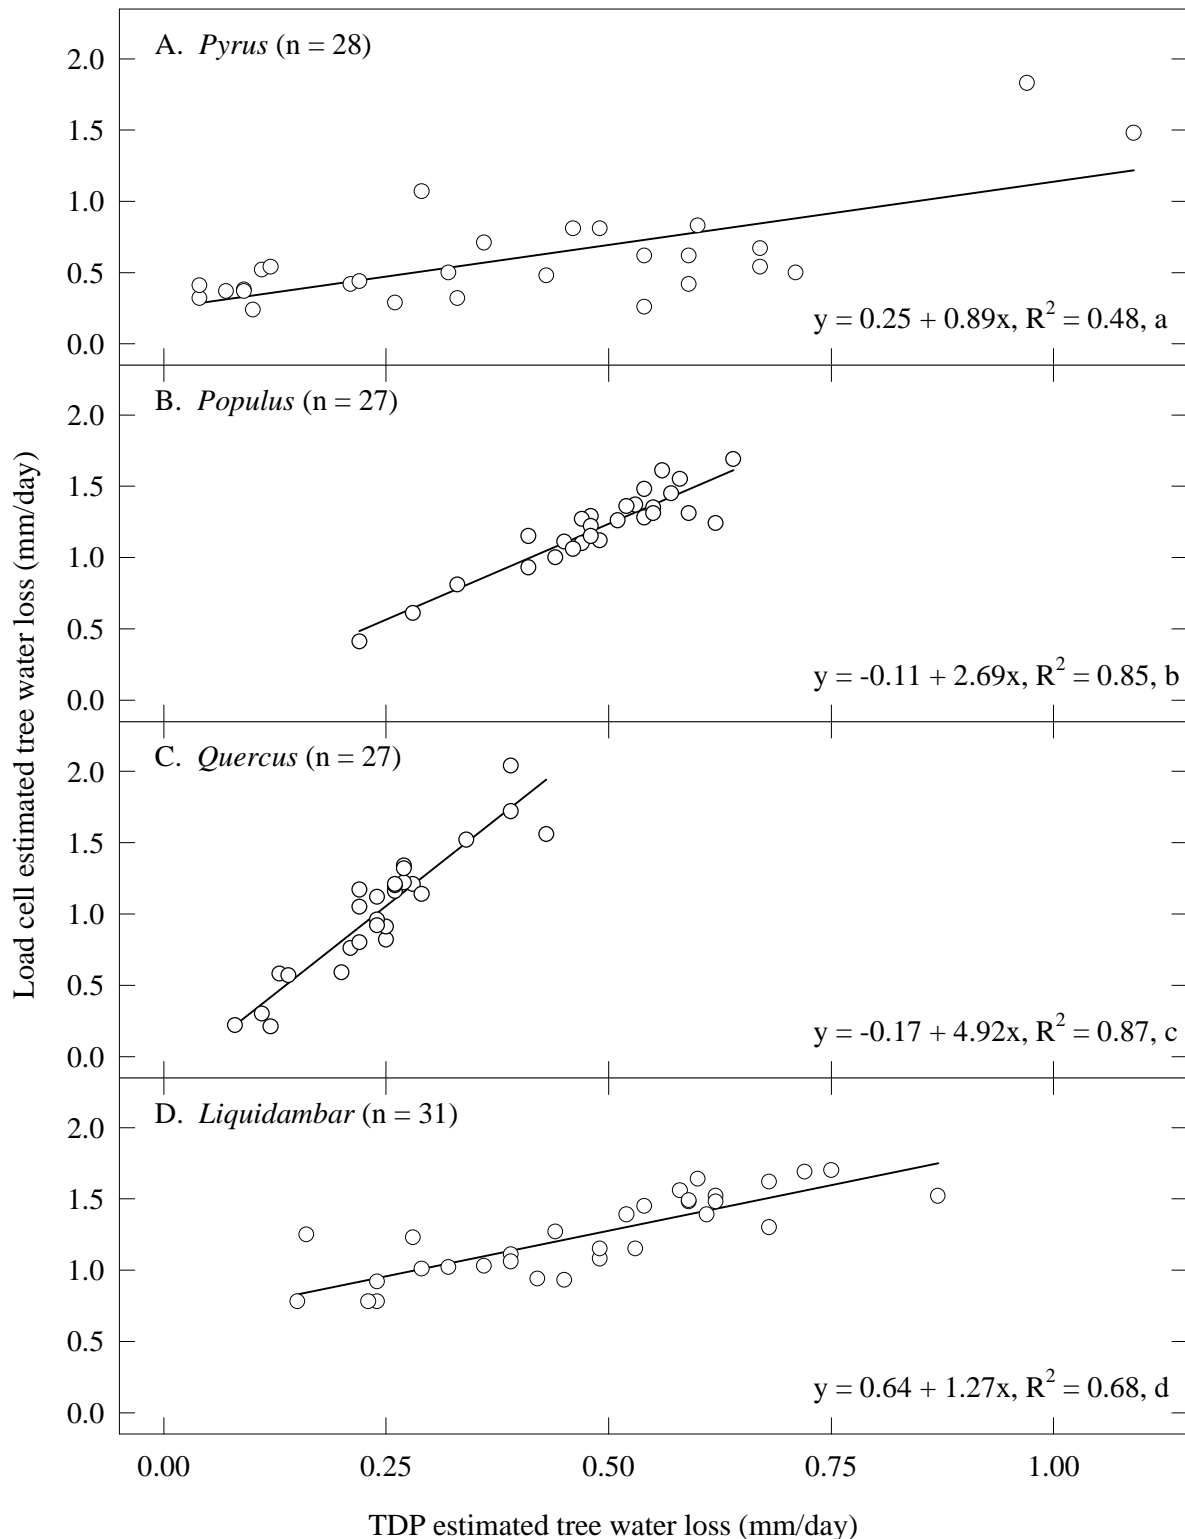 A. Pyrus (n = 28)
2.0
1.5
1.0
0.5
0.0
y = 0.25 + 0.89x, R² = 0.48, a
B. Populus (n = 27)
2.0
1.5
1.0
0.5
0.0
y = -0.11 + 2.69x, R² = 0.85, b
C. Quercus (n = 27)
2.0
1.5
1.0
0.5
0.0
y = -0.17 + 4.92x, R² = 0.87, c
D. Liquidambar (n = 31)
2.0
1.5
1.0
0.5
0.0
y = 0.64 + 1.27x, R² = 0.68, d
Load cell estimated tree water loss (mm/day)
0.00 0.25 0.50 0.75 1.00
TDP estimated tree water loss (mm/day)